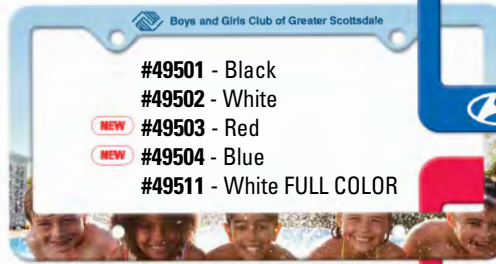 Boys and Girls Club of Greater Scottsdale
#49501 - Black
#49502 - White
NEW #49503 - Red
NEW #49504 - Blue
#49511 - White FULL COLOR